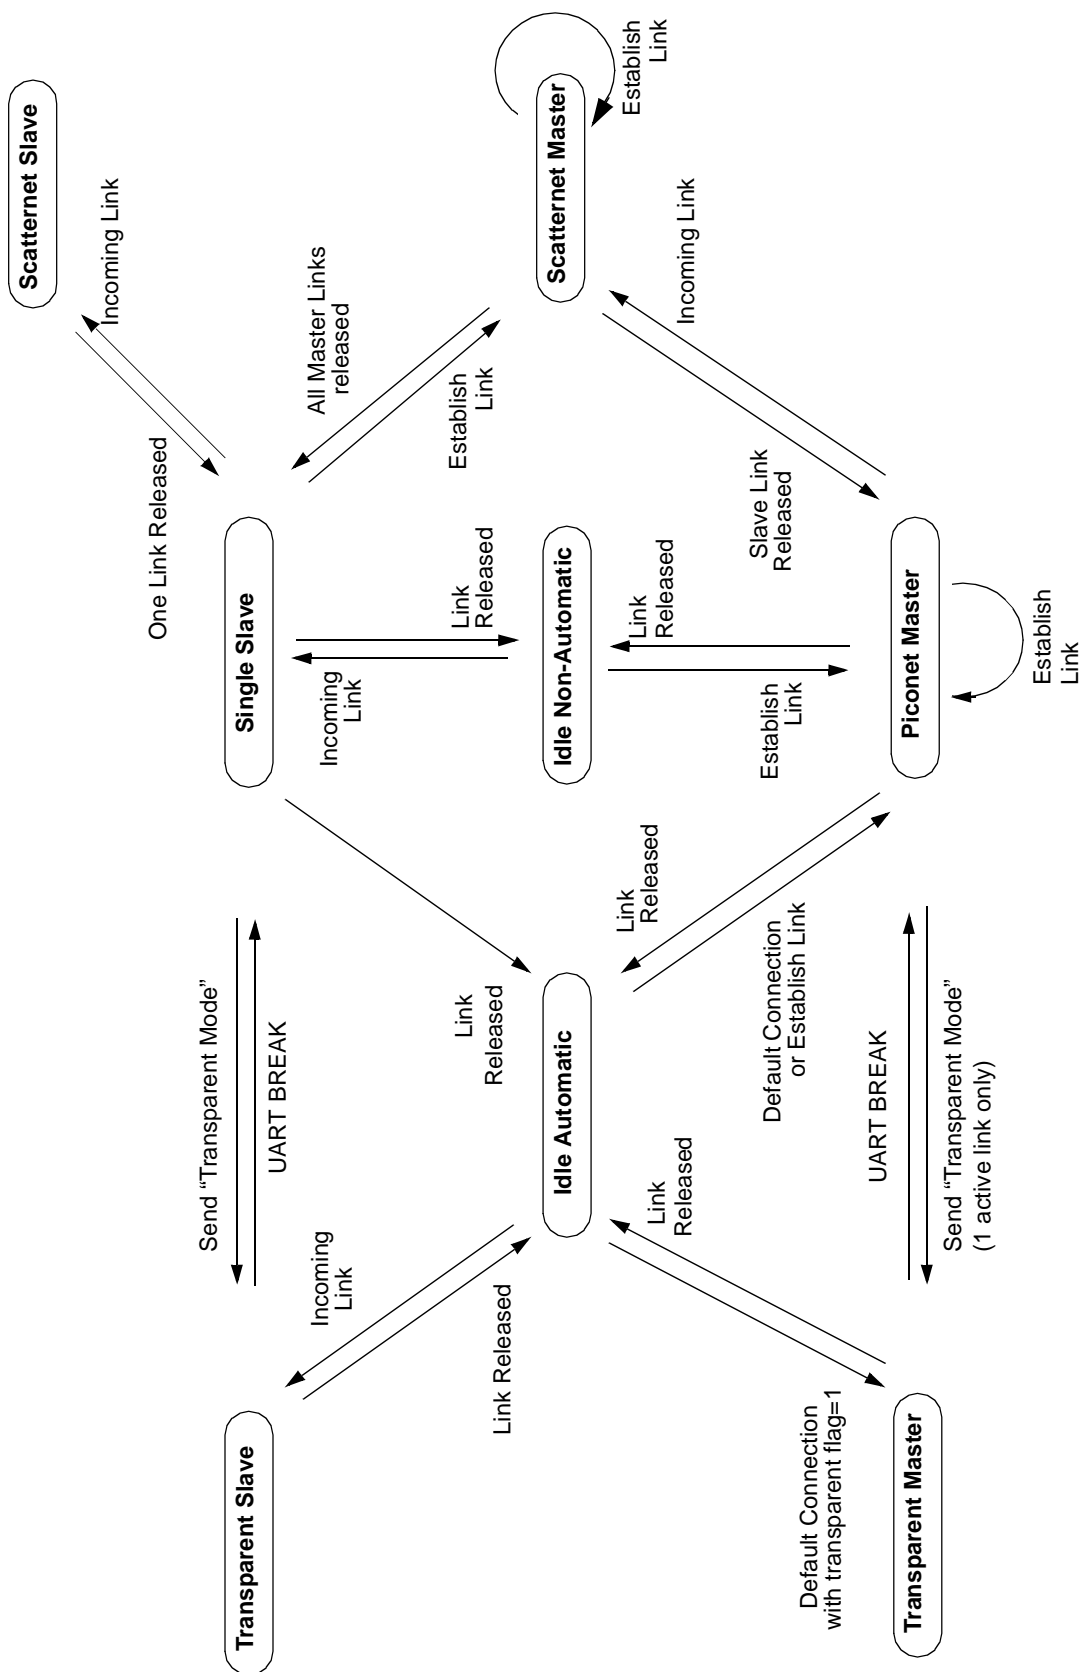 Scatternet Slave
Incoming Link
One Link Released
All Master Links
released
Establish
Link
Scatternet Master
Establish
Link
Single Slave
Link
Released
Incoming
Link
Idle Non-Automatic
Link
Released
Establish
Link
Slave Link
Released
Incoming Link
Piconet Master
Establish
Link
Send “Transparent Mode”
UART BREAK
Link
Released
Idle Automatic
Link
Released
Default Connection
or Establish Link
UART BREAK
Send “Transparent Mode”
(1 active link only)
Incoming
Link
Link Released
Link
Released
Default Connection
with transparent flag=1
Transparent Slave
Transparent Master